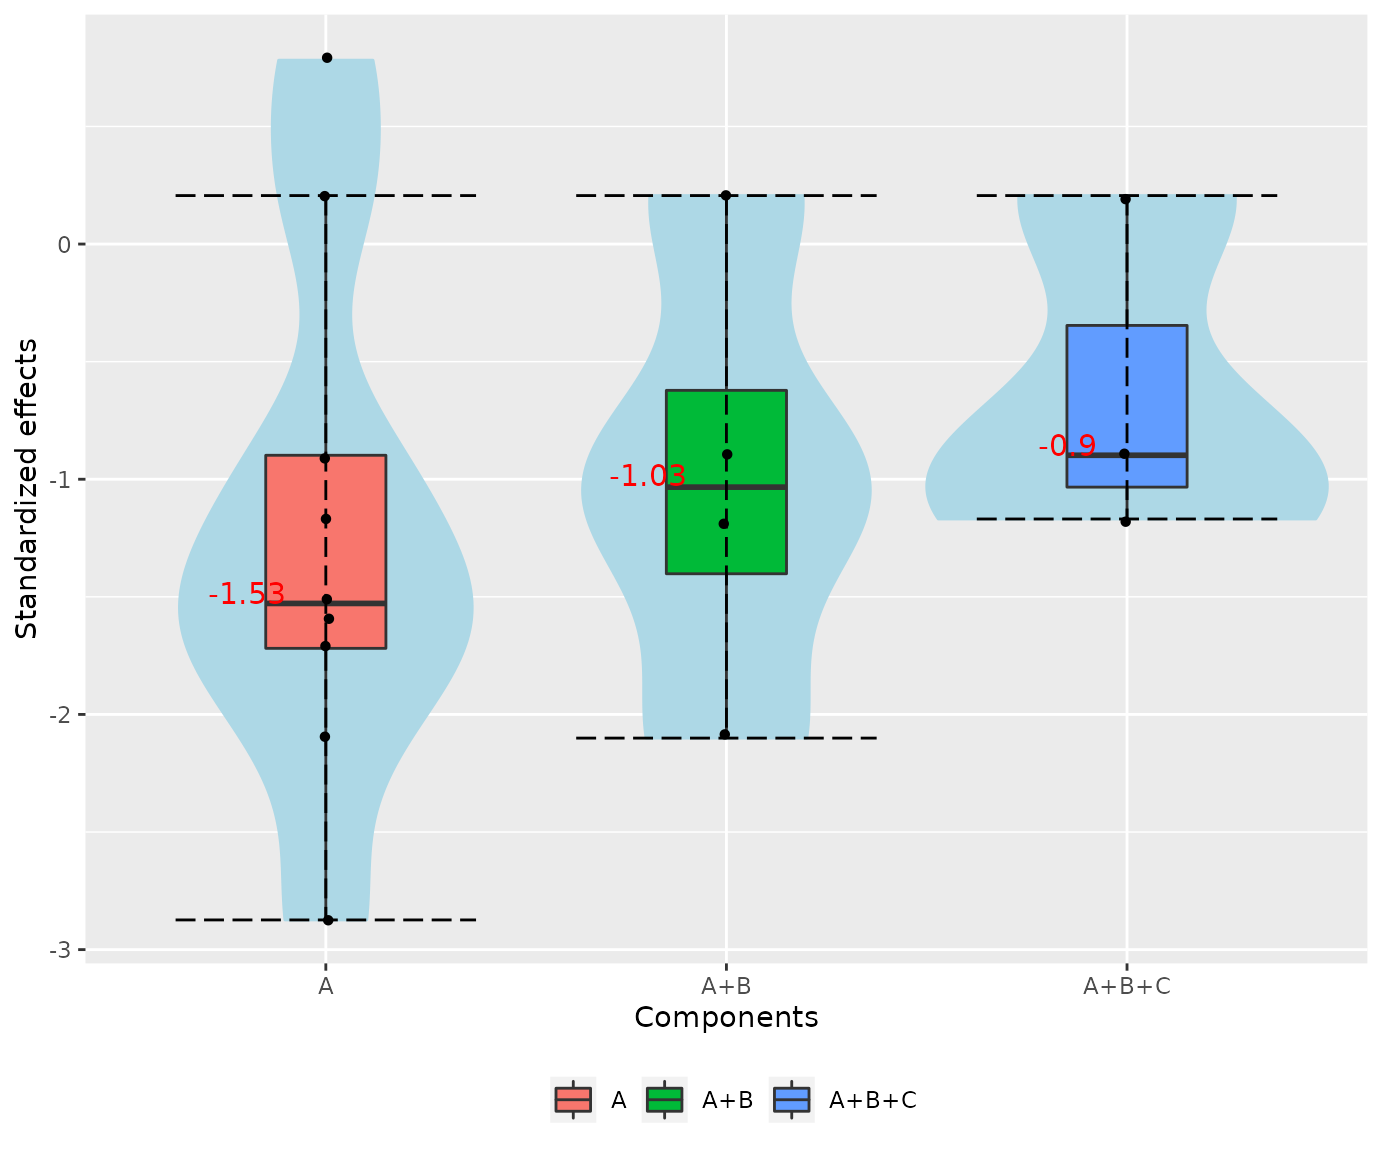 Standardized effects
0
-1
-2
-3
-1.53
-1.03
-0.9
A
A+B
A+B+C
Components
A
A+B
A+B+C